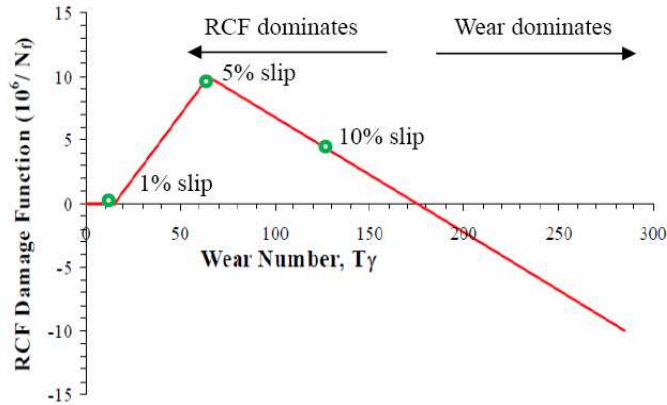 RCF dominates
Wear dominates
15
10
5
0
-5
-10
-15
5% slip
10% slip
1% slip
0
50
100
150
200
250
300
Wear Number, Tγ
RCF Damage Function (10⁶/ Nf)